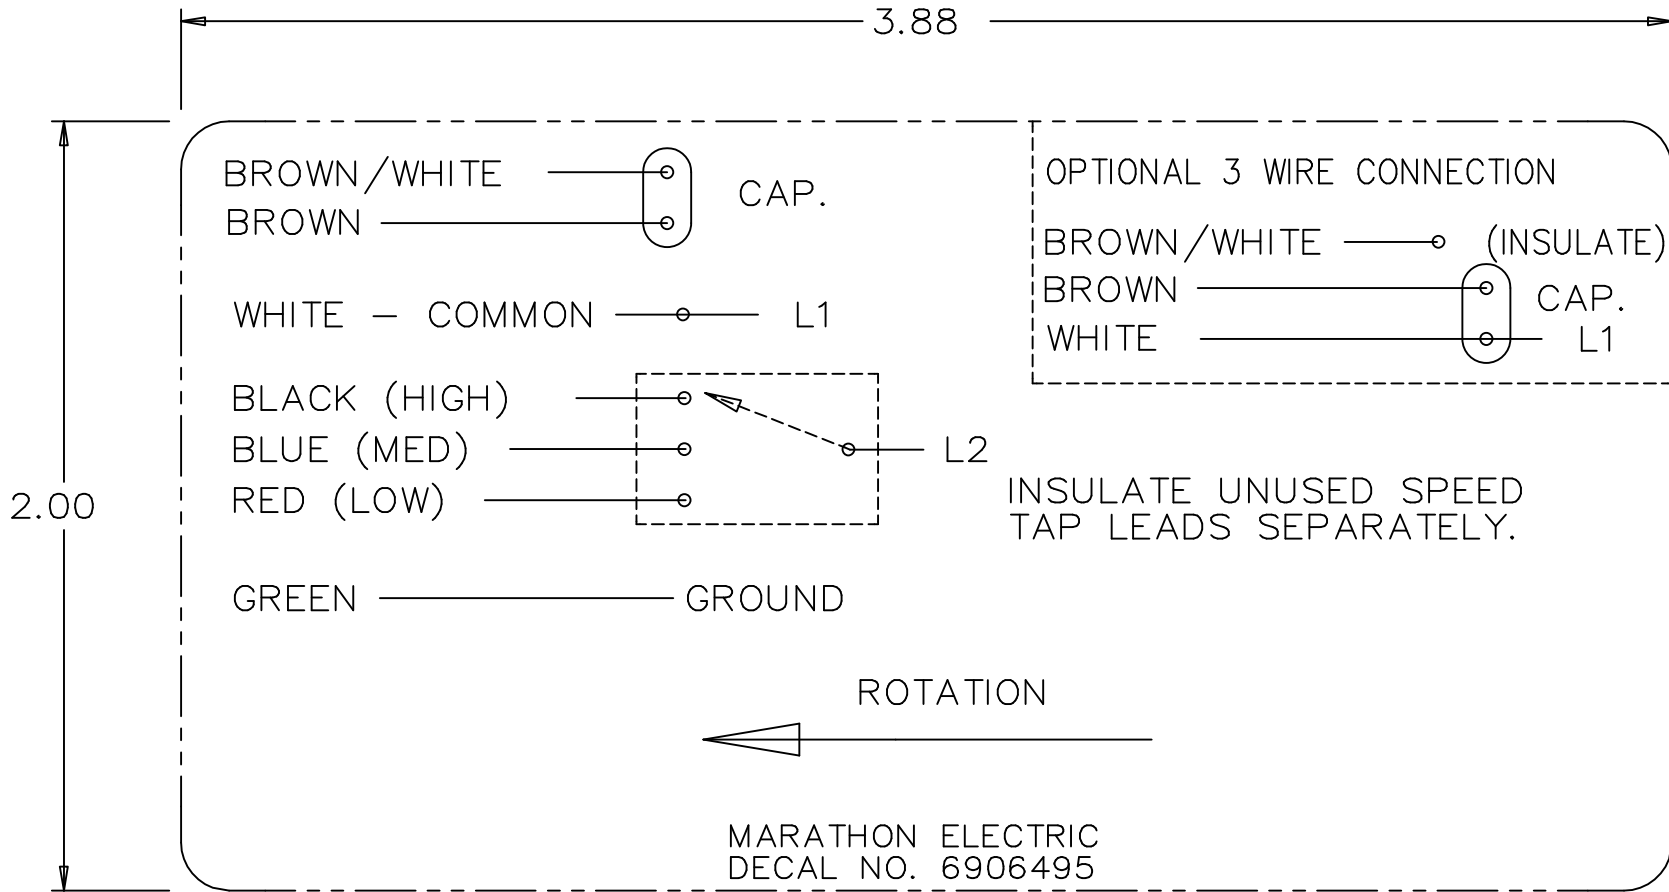 3.88
BROWN/WHITE
BROWN
CAP.
WHITE - COMMON
L1
BLACK (HIGH)
BLUE (MED)
RED (LOW)
L2
GREEN
GROUND
OPTIONAL 3 WIRE CONNECTION
BROWN/WHITE
(INSULATE)
BROWN
CAP.
WHITE
L1
INSULATE UNUSED SPEED
TAP LEADS SEPARATELY.
2.00
ROTATION
MARATHON ELECTRIC
DECAL NO. 6906495